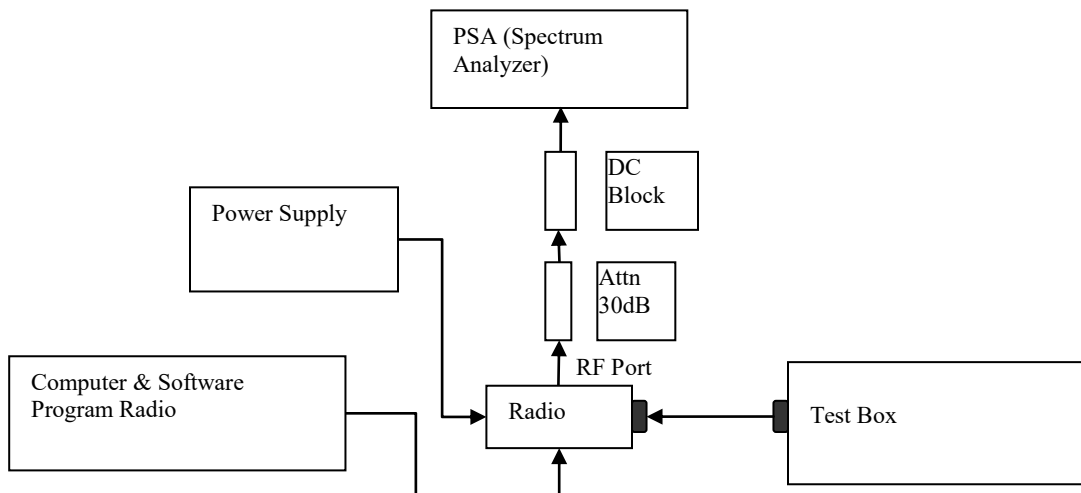 PSA (Spectrum
Analyzer)
DC
Block
Power Supply
Attn
30dB
RF Port
Computer & Software
Program Radio
Radio
Test Box